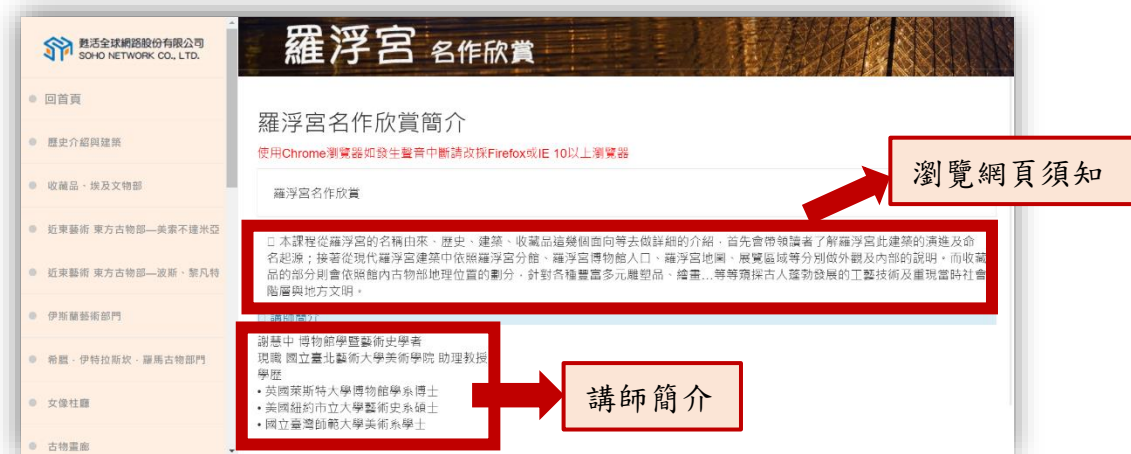 甦活全球網路股份有限公司
SOHO NETWORK CO., LTD.
回首頁
歷史介紹與建築
收藏品 - 埃及文物部
近東藝術 東方古物部—美索不達米亞
近東藝術 東方古物部—波斯、黎凡特
伊斯蘭藝術部門
希臘、伊特拉斯坎、羅馬古物部門
女像柱廳
古物畫廊
羅浮宮 名作欣賞
羅浮宮名作欣賞簡介
使用Chrome瀏覽器如發生聲音中斷請改採Firefox或IE 10以上瀏覽器
羅浮宮名作欣賞
本課程從羅浮宮的名稱由來、歷史、建築、收藏品這幾個面向等去做詳細的介紹，首先會帶領讀者了解羅浮宮此建築的演進及命
名起源；接著從現代羅浮宮建築中依照羅浮宮分館、羅浮宮博物館入口、羅浮宮地圖、展覽區域等分別做外觀及內部的說明。而收藏
品的部分則會依照館內古物部地理位置的劃分，針對各種豐富多元雕塑品、繪畫...等等窺探古人蓬勃發展的工藝技術及重現當時社會
階層與地方文明。
講師簡介
謝慧中 博物館學暨藝術史學者
現職 國立臺北藝術大學美術學院 助理教授
學歷
• 英國萊斯特大學博物館學系博士
• 美國紐約市立大學藝術史系碩士
• 國立臺灣師範大學美術系學士
瀏覽網頁須知
講師簡介